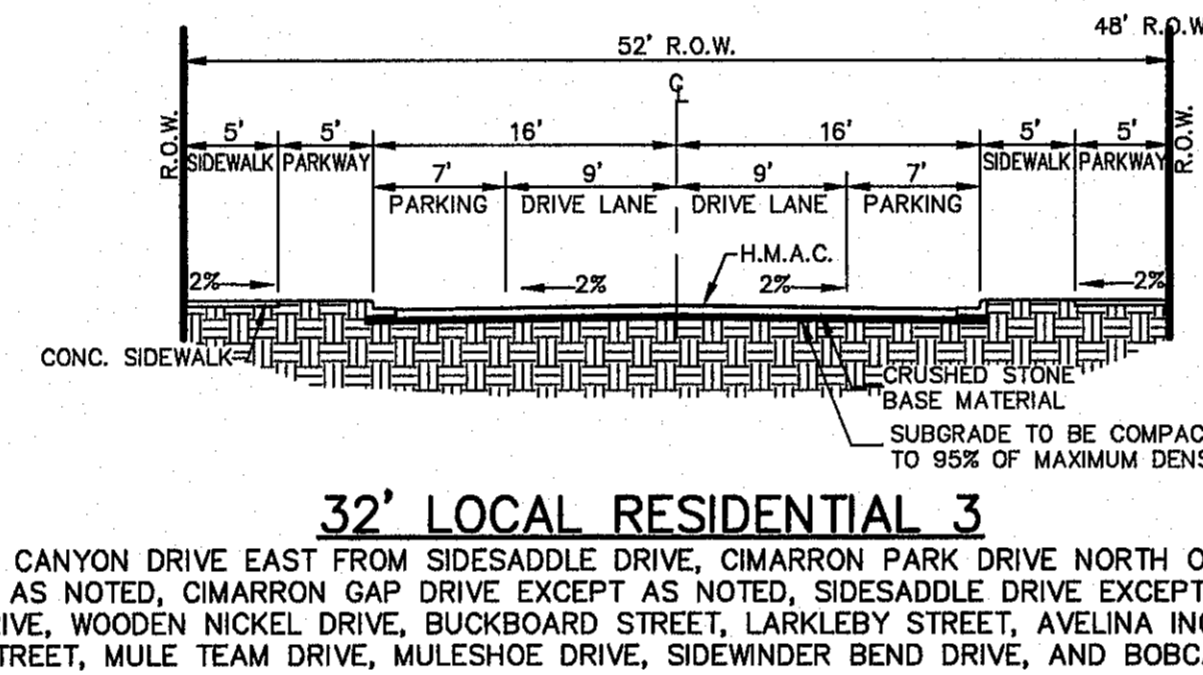 48' R.O.W
52' R.O.W.
CL
R.O.W.
5' 5' 16' 16' 5' 5'
SIDEWALK PARKWAY SIDEWALK PARKWAY
R.O.W.
7' 9' 9' 7'
PARKING DRIVE LANE DRIVE LANE PARKING
H.M.A.C.
2% 2% 2% 2%
CONC. SIDEWALK
CRUSHED STONE
BASE MATERIAL
SUBGRADE TO BE COMPAC
TO 95% OF MAXIMUM DENS
32' LOCAL RESIDENTIAL 3
CANYON DRIVE EAST FROM SIDESADDLE DRIVE, CIMARRON PARK DRIVE NORTH O
AS NOTED, CIMARRON GAP DRIVE EXCEPT AS NOTED, SIDESADDLE DRIVE EXCEPT
IVE, WOODEN NICKEL DRIVE, BUCKBOARD STREET, LARKLEBY STREET, AVELINA
TREET, MULE TEAM DRIVE, MULESHOE DRIVE, SIDEWINDER BEND DRIVE, AND